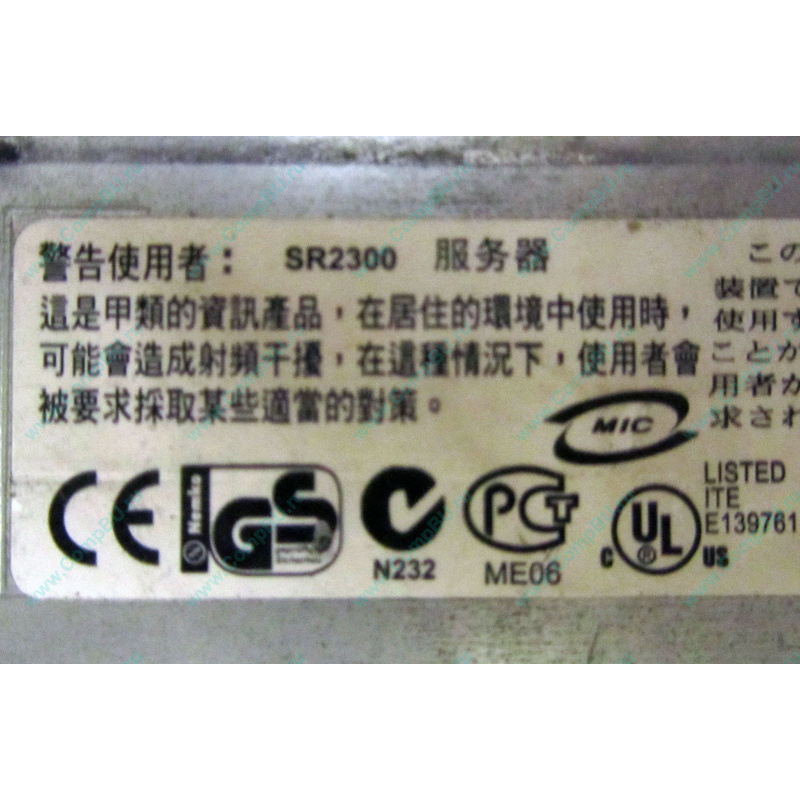 警告使用者： SR2300 服务器
這是甲類的資訊產品，在居住的環境中使用時，
可能會造成射頻干擾，在這種情況下，使用者會
被要求採取某些適當的對策。
この
装置で
使用す
ことが
用者が
求され
MIC
CE
Nemko
GS
N232
PCT
ME06
c UL ® US
LISTED
ITE
E139761